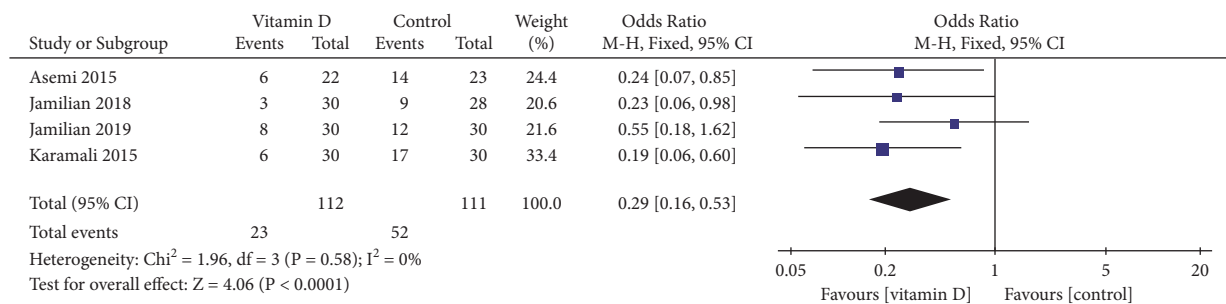 Vitamin D Control Weight Odds Ratio Odds Ratio
Study or Subgroup Events Total Events Total (%) M-H, Fixed, 95% CI M-H, Fixed, 95% CI
Asemi 2015 6 22 14 23 24.4 0.24 [0.07, 0.85]
Jamilian 2018 3 30 9 28 20.6 0.23 [0.06, 0.98]
Jamilian 2019 8 30 12 30 21.6 0.55 [0.18, 1.62]
Karamali 2015 6 30 17 30 33.4 0.19 [0.06, 0.60]
Total (95% CI) 112 111 100.0 0.29 [0.16, 0.53]
Total events 23 52
Heterogeneity: Chi² = 1.96, df = 3 (P = 0.58); I² = 0%
Test for overall effect: Z = 4.06 (P < 0.0001)
0.05 0.2 1 5 20
Favours [vitamin D] Favours [control]